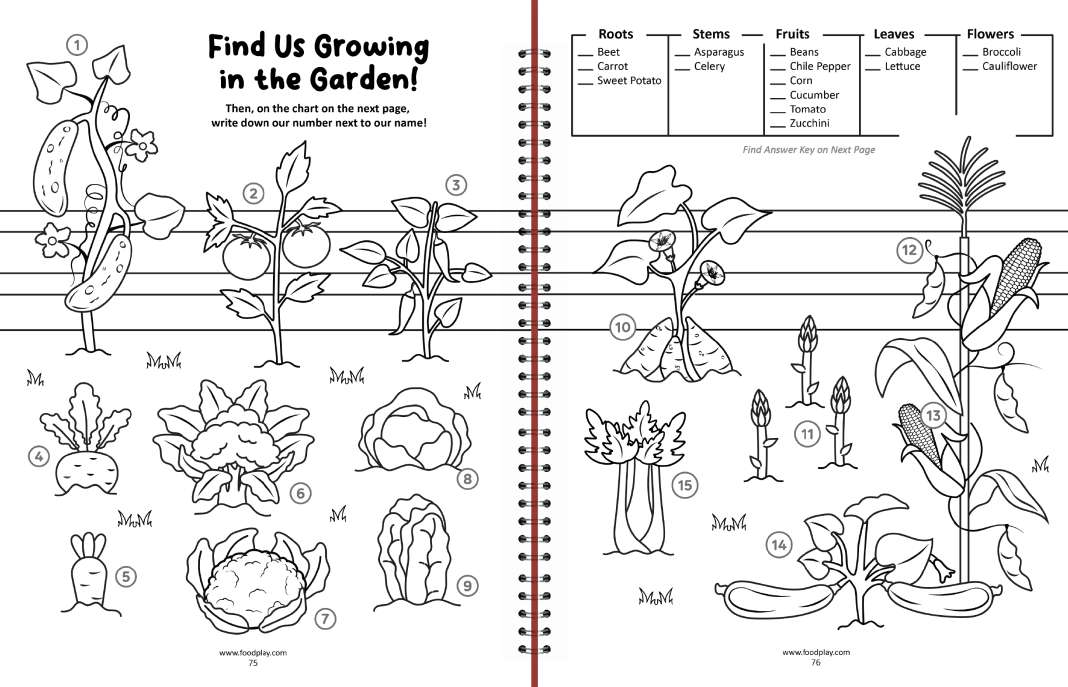 Find Us Growing
in the Garden!
Then, on the chart on the next page,
write down our number next to our name!
1
2
3
4
5
6
7
8
9
www.foodplay.com
75
Roots
___ Beet
___ Carrot
___ Sweet Potato
Stems
___ Asparagus
___ Celery
Fruits
___ Beans
___ Chile Pepper
___ Corn
___ Cucumber
___ Tomato
___ Zucchini
Leaves
___ Cabbage
___ Lettuce
Flowers
___ Broccoli
___ Cauliflower
Find Answer Key on Next Page
10
11
12
13
14
15
www.foodplay.com
76